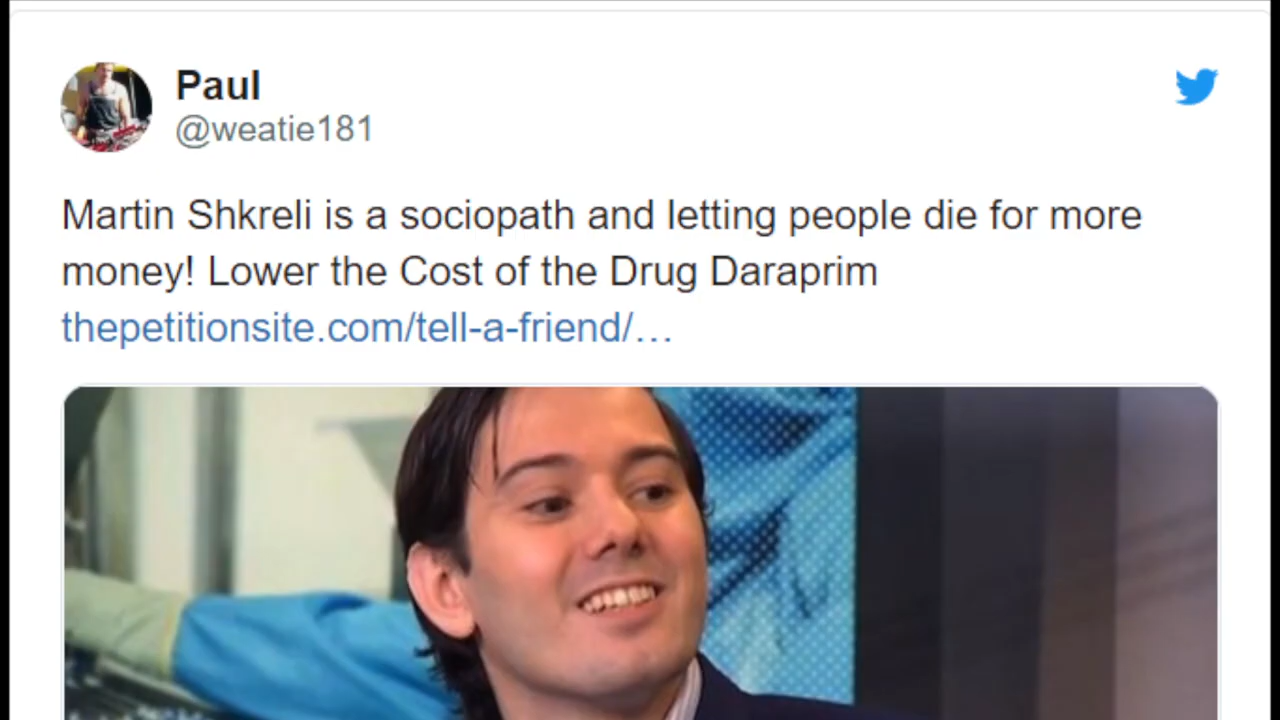 Paul
@weatie181
Martin Shkreli is a sociopath and letting people die for more
money! Lower the Cost of the Drug Daraprim
thepetitionsite.com/tell-a-friend/…